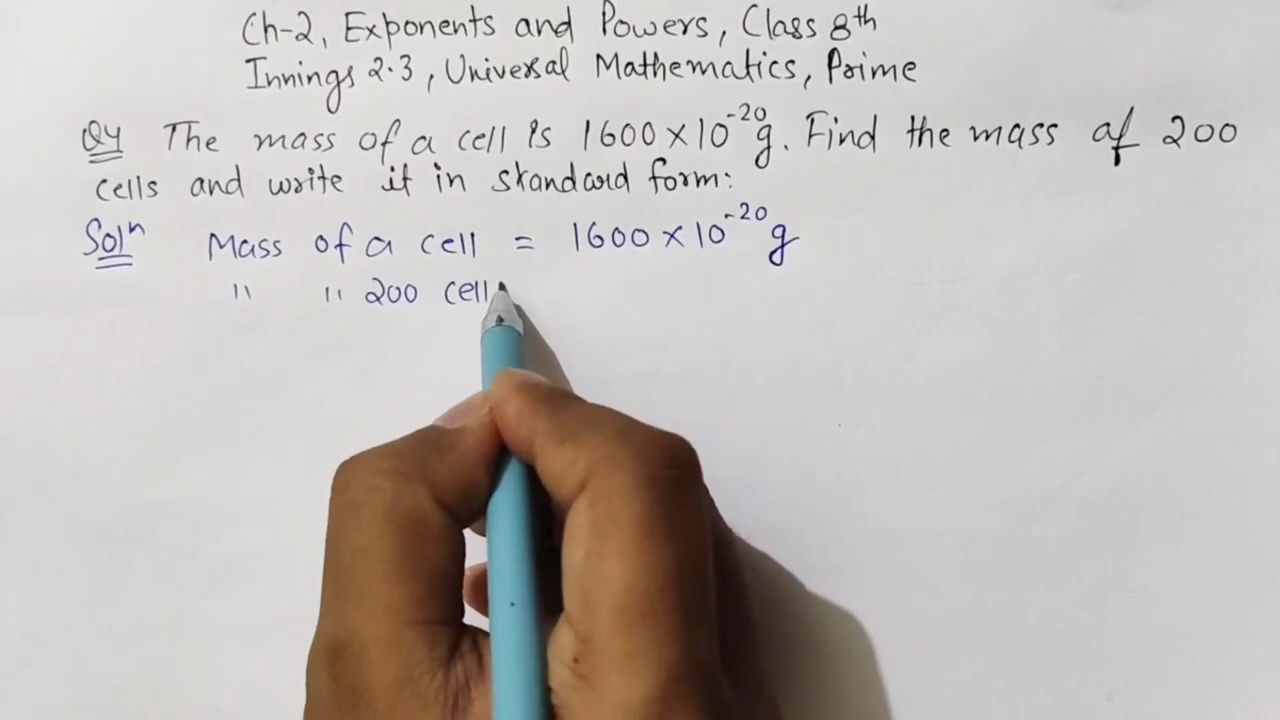 Ch-2, Exponents and Powers, Class 8th
Innings 2.3, Universal Mathematics, Prime
Q4 The mass of a cell is 1600 × 10⁻²⁰ g. Find the mass of 200
cells and write it in standard form:
Solⁿ Mass of a cell = 1600 × 10⁻²⁰ g
" " 200 cell